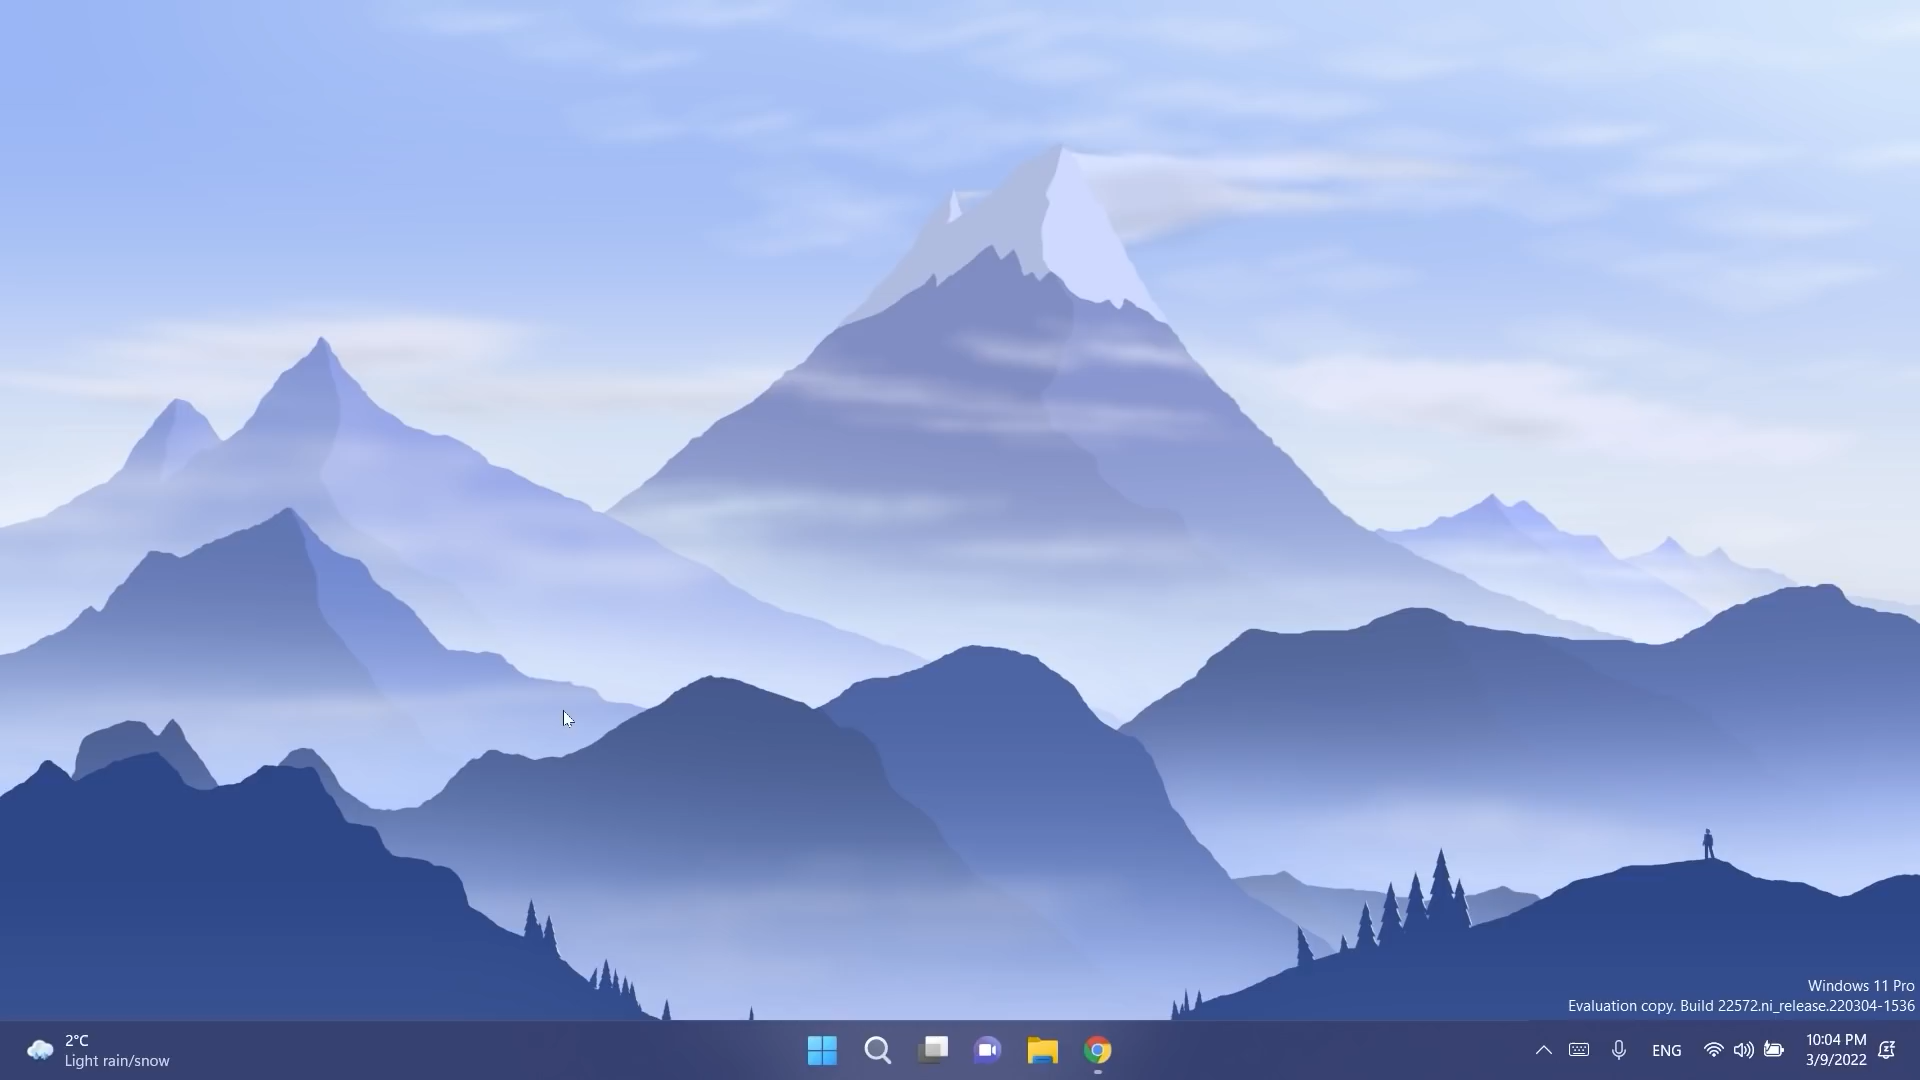 Windows 11 Pro
Evaluation copy. Build 22572.ni_release.220304-1536
2°C
Light rain/snow
ENG
10:04 PM
3/9/2022